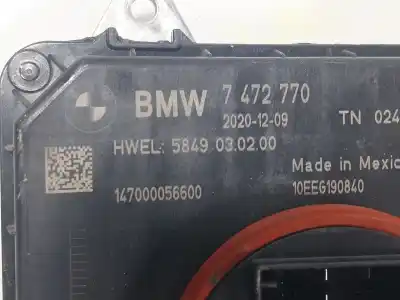 BMW 7 472 770
2020-12-09 TN 024
HWEL: 5849 03.02.00
Made in Mexic
147000056600 10EEG190840